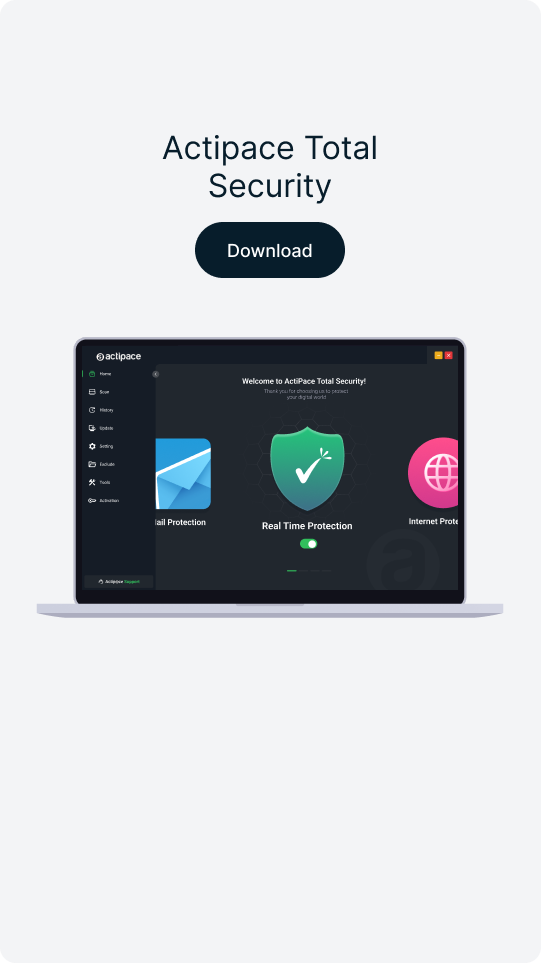 Actipace Total
Security
Download
actipace
Home
Scan
History
Update
Setting
Exclude
Tools
Activation
Actipace Support
Welcome to ActiPace Total Security!
Thank you for choosing us to protect
your digital world
ail Protection
Real Time Protection
Internet Prote